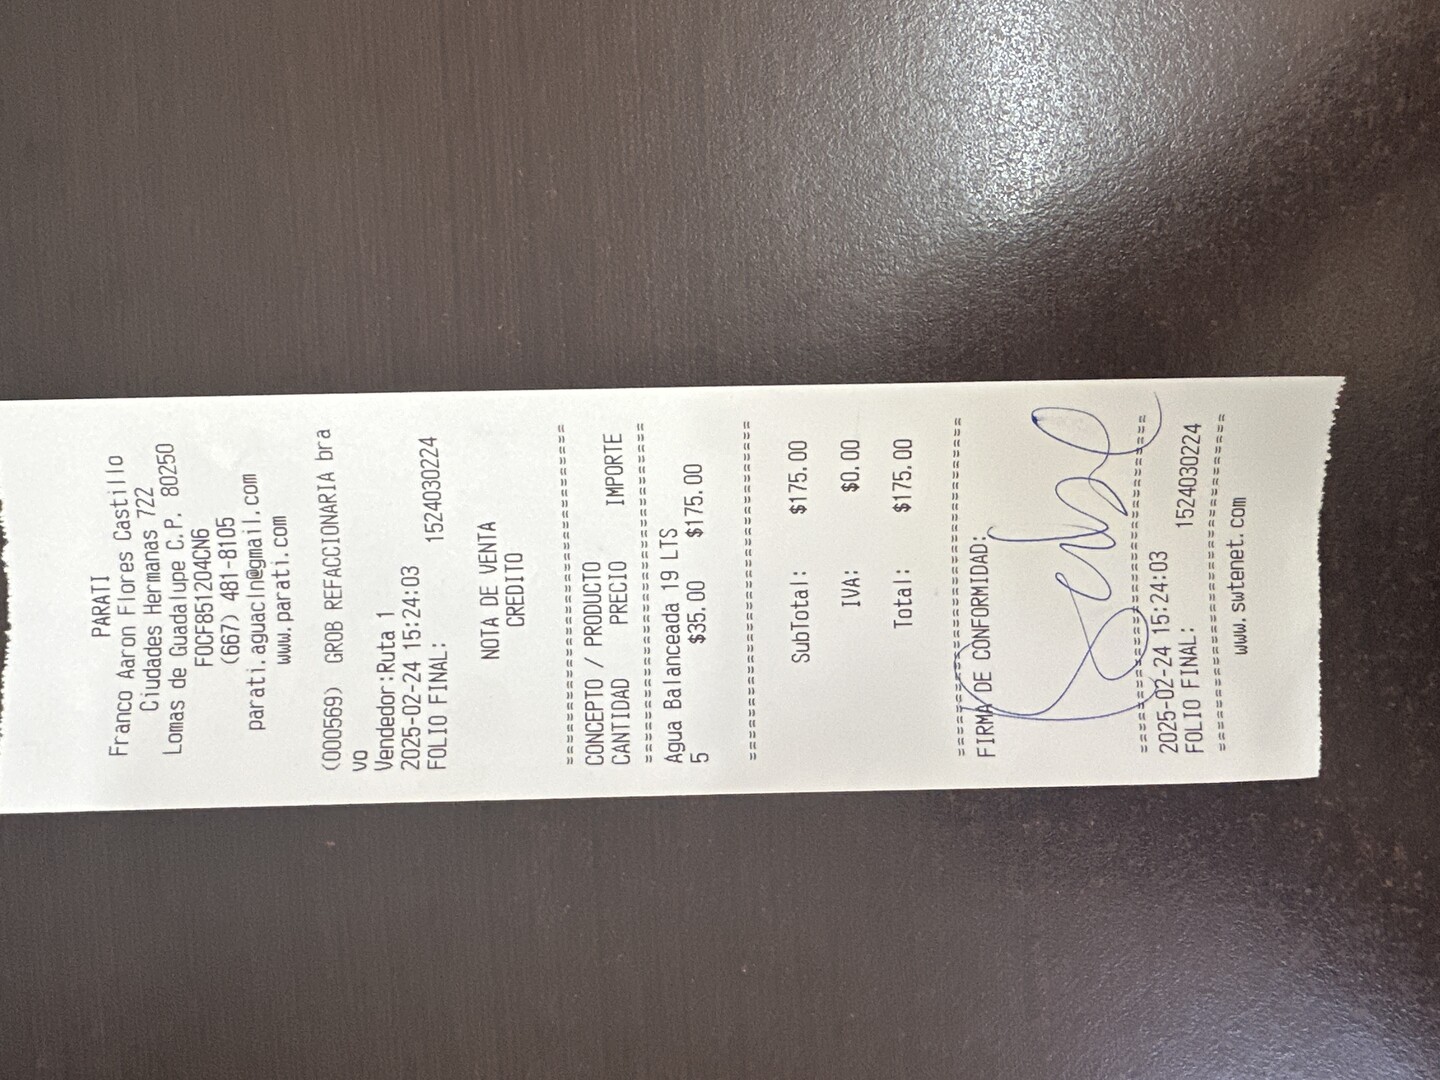 PARATI
Franco Aaron Flores Castillo
Ciudades Hermanas 722
Lomas de Guadalupe C.P. 80250
FOCF851204CN6
(667) 481-8105
parati.aguacln@gmail.com
www.parati.com
(000569) GROB REFACCIONARIA bra
vo
Vendedor:Ruta 1
2025-02-24 15:24:03
FOLIO FINAL: 1524030224
NOTA DE VENTA
CREDITO
===================================
CONCEPTO / PRODUCTO
CANTIDAD PRECIO IMPORTE
===================================
Agua Balanceada 19 LTS
5 $35.00 $175.00
===================================
SubTotal: $175.00
IVA: $0.00
Total: $175.00
===================================
FIRMA DE CONFORMIDAD:
===================================
2025-02-24 15:24:03
FOLIO FINAL: 1524030224
===================================
www.swtenet.com